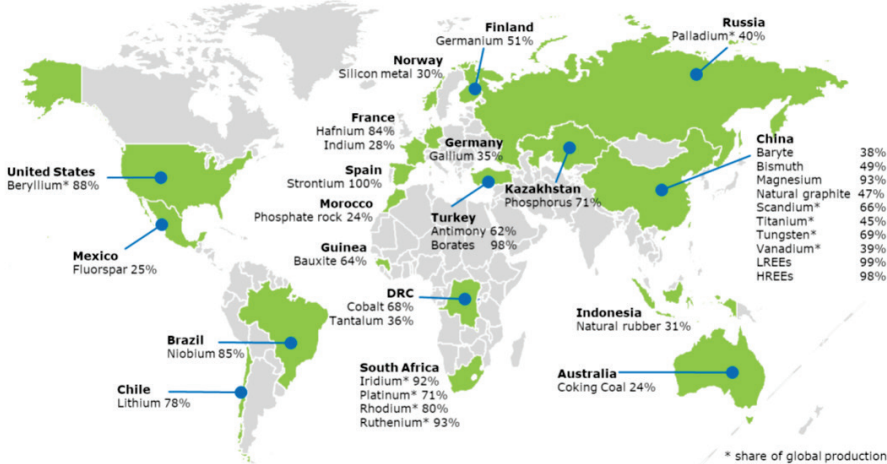 Finland
Germanium 51%
Russia
Palladium* 40%
Norway
Silicon metal 30%
France
Hafnium 84%
Indium 28%
Germany
Gallium 35%
China
Baryte 38%
Bismuth 49%
Magnesium 93%
Natural graphite 47%
Scandium* 66%
Titanium* 45%
Tungsten* 69%
Vanadium* 39%
LREEs 99%
HREEs 98%
United States
Beryllium* 88%
Spain
Strontium 100%
Kazakhstan
Phosphorus 71%
Morocco
Phosphate rock 24%
Turkey
Antimony 62%
Borates 98%
Mexico
Fluorspar 25%
Guinea
Bauxite 64%
DRC
Cobalt 68%
Tantalum 36%
Indonesia
Natural rubber 31%
Brazil
Niobium 85%
South Africa
Iridium* 92%
Platinum* 71%
Rhodium* 80%
Ruthenium* 93%
Australia
Coking Coal 24%
Chile
Lithium 78%
* share of global production